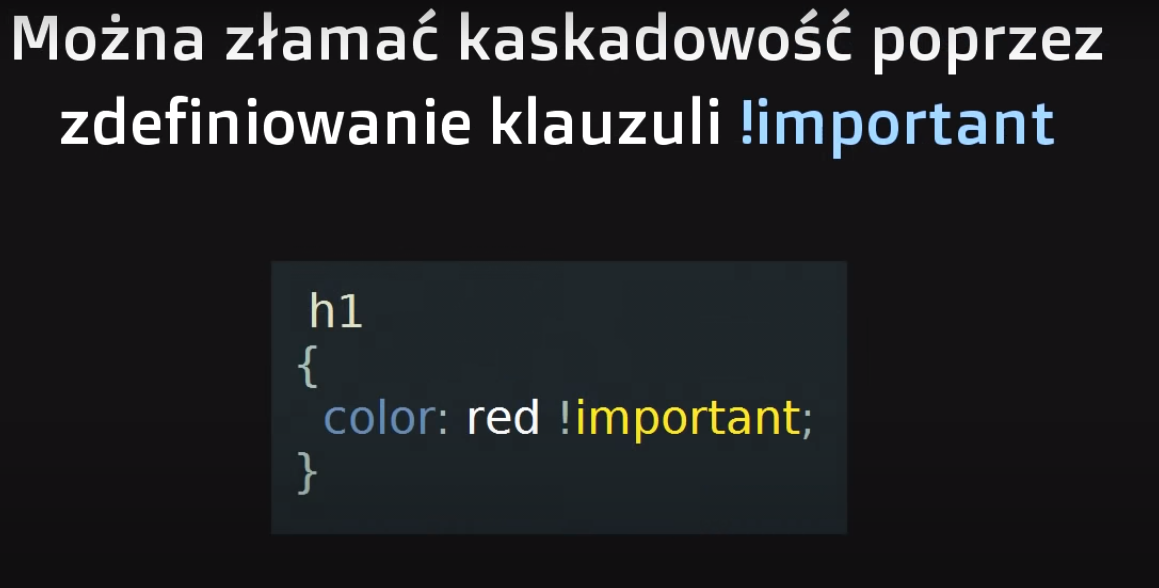 Można złamać kaskadowość poprzez
zdefiniowanie klauzuli !important
h1
{
color: red !important;
}